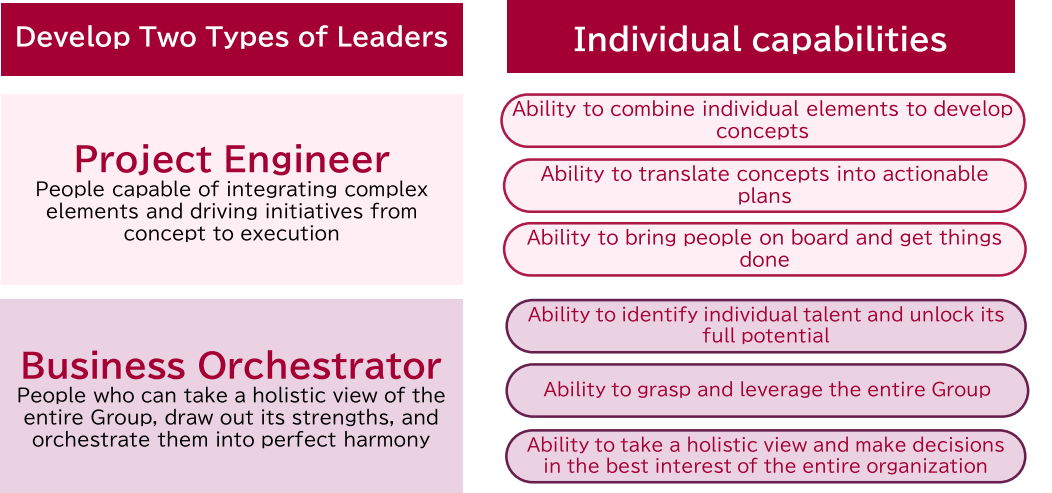 Develop Two Types of Leaders
Individual capabilities
Project Engineer
People capable of integrating complex
elements and driving initiatives from
concept to execution
Ability to combine individual elements to develop
concepts
Ability to translate concepts into actionable
plans
Ability to bring people on board and get things
done
Business Orchestrator
People who can take a holistic view of the
entire Group, draw out its strengths, and
orchestrate them into perfect harmony
Ability to identify individual talent and unlock its
full potential
Ability to grasp and leverage the entire Group
Ability to take a holistic view and make decisions
in the best interest of the entire organization